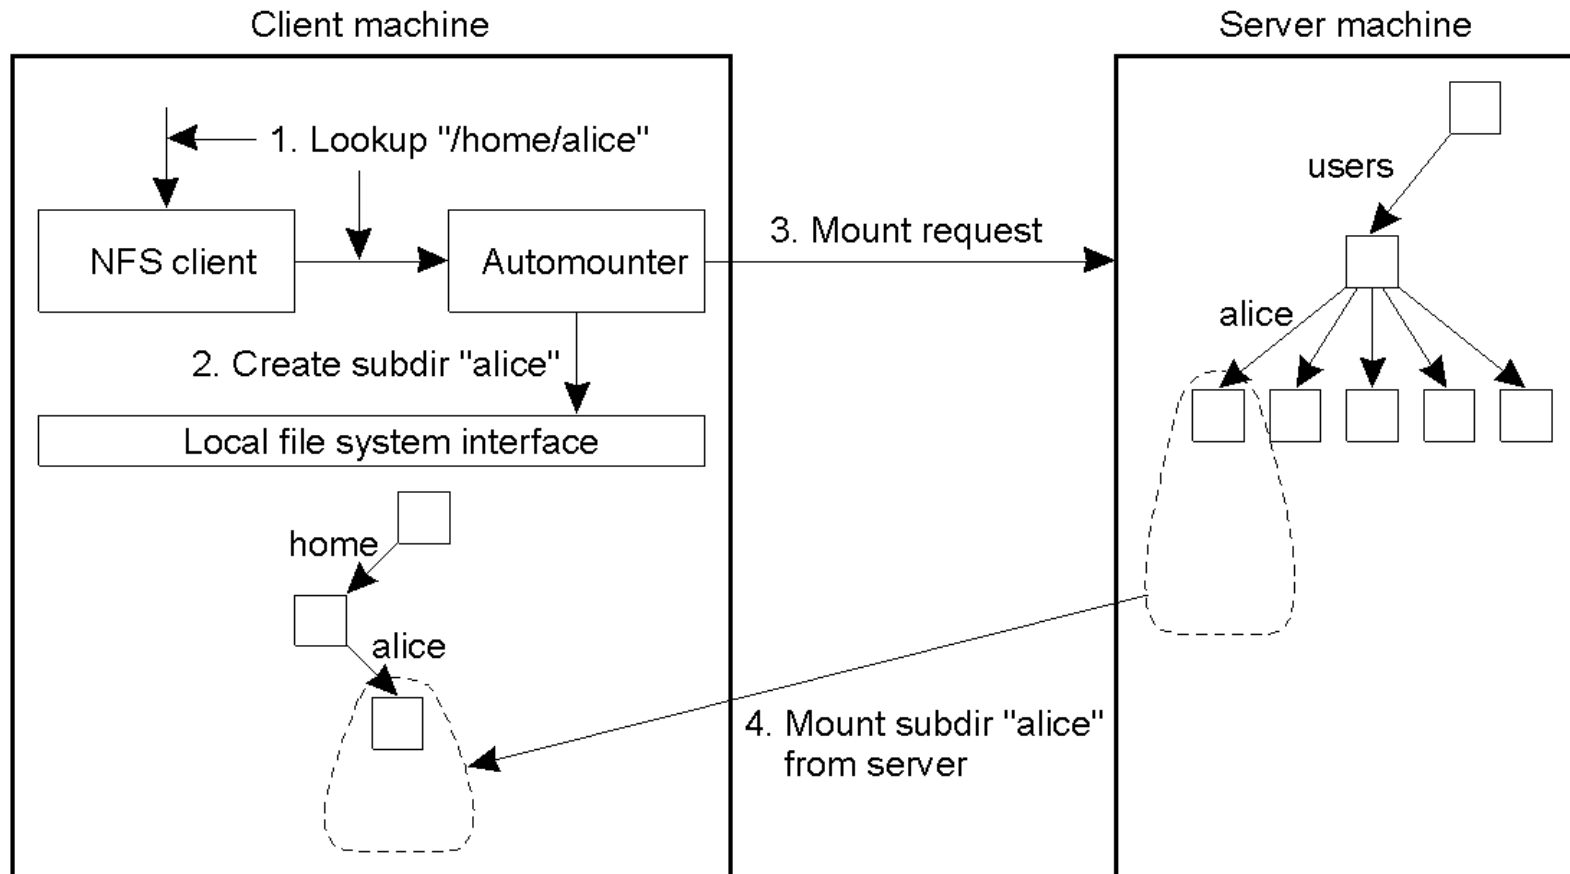 Client machine
Server machine
1. Lookup "/home/alice"
users
NFS client
Automounter
3. Mount request
alice
2. Create subdir "alice"
Local file system interface
home
alice
4. Mount subdir "alice"
from server